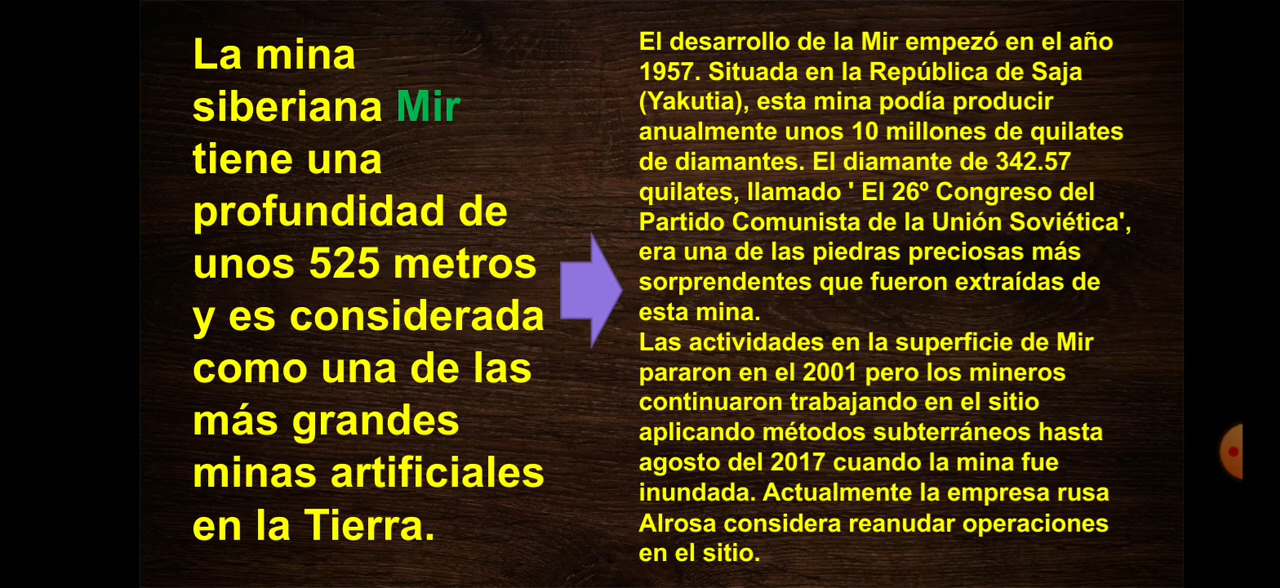 La mina
siberiana Mir
tiene una
profundidad de
unos 525 metros
y es considerada
como una de las
más grandes
minas artificiales
en la Tierra.
El desarrollo de la Mir empezó en el año
1957. Situada en la República de Saja
(Yakutia), esta mina podía producir
anualmente unos 10 millones de quilates
de diamantes. El diamante de 342.57
quilates, llamado ' El 26º Congreso del
Partido Comunista de la Unión Soviética',
era una de las piedras preciosas más
sorprendentes que fueron extraídas de
esta mina.
Las actividades en la superficie de Mir
pararon en el 2001 pero los mineros
continuaron trabajando en el sitio
aplicando métodos subterráneos hasta
agosto del 2017 cuando la mina fue
inundada. Actualmente la empresa rusa
Alrosa considera reanudar operaciones
en el sitio.